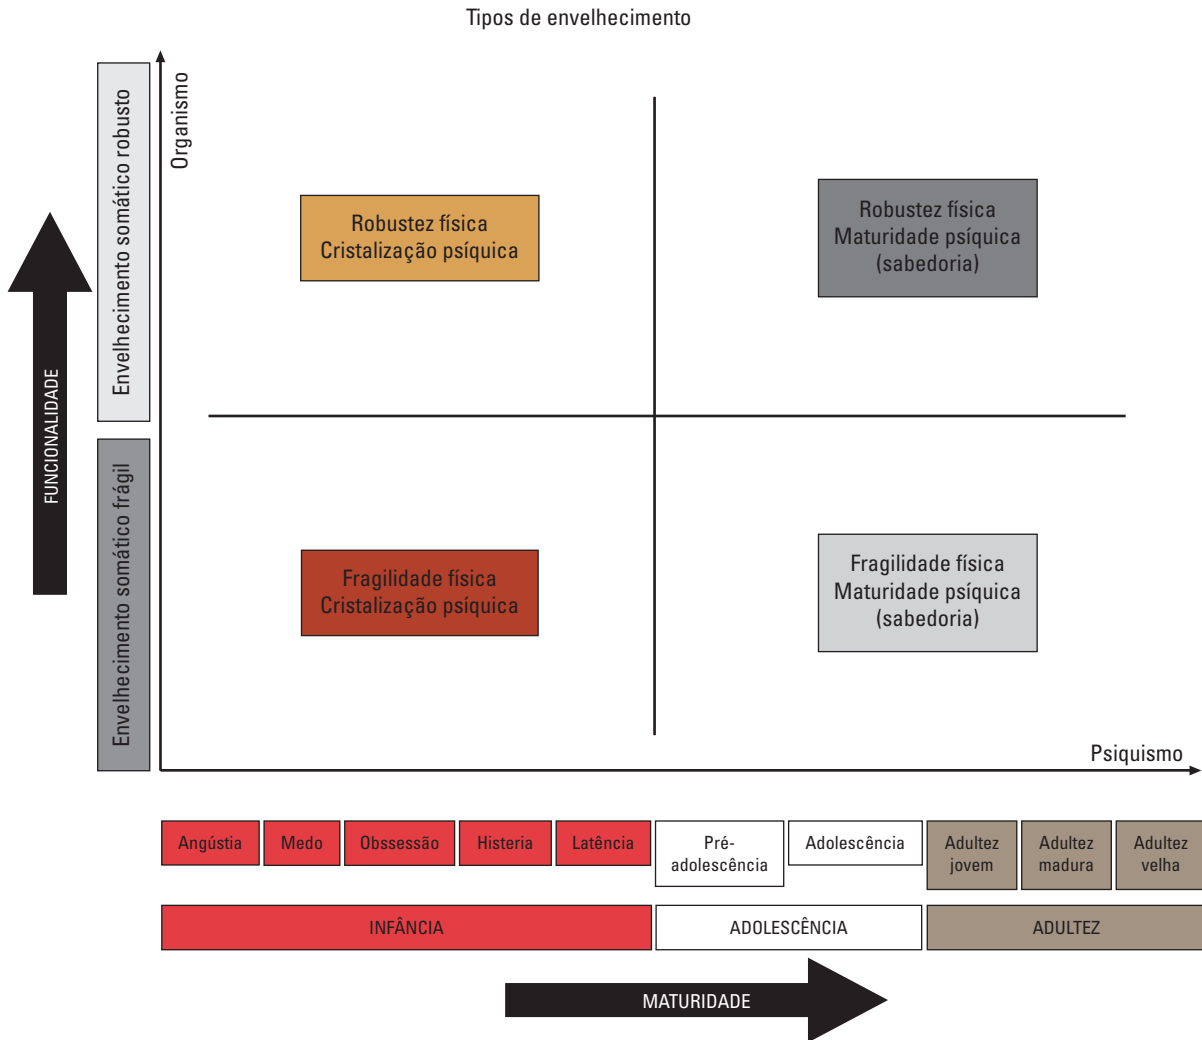 Tipos de envelhecimento
Organismo
Envelhecimento somático robusto
FUNCIONALIDADE
Envelhecimento somático frágil
Robustez física
Cristalização psíquica
Robustez física
Maturidade psíquica
(sabedoria)
Fragilidade física
Cristalização psíquica
Fragilidade física
Maturidade psíquica
(sabedoria)
Psiquismo
Angústia
Medo
Obssessão
Histeria
Latência
Pré-
adolescência
Adolescência
Adultez
jovem
Adultez
madura
Adultez
velha
INFÂNCIA
ADOLESCÊNCIA
ADULTEZ
MATURIDADE